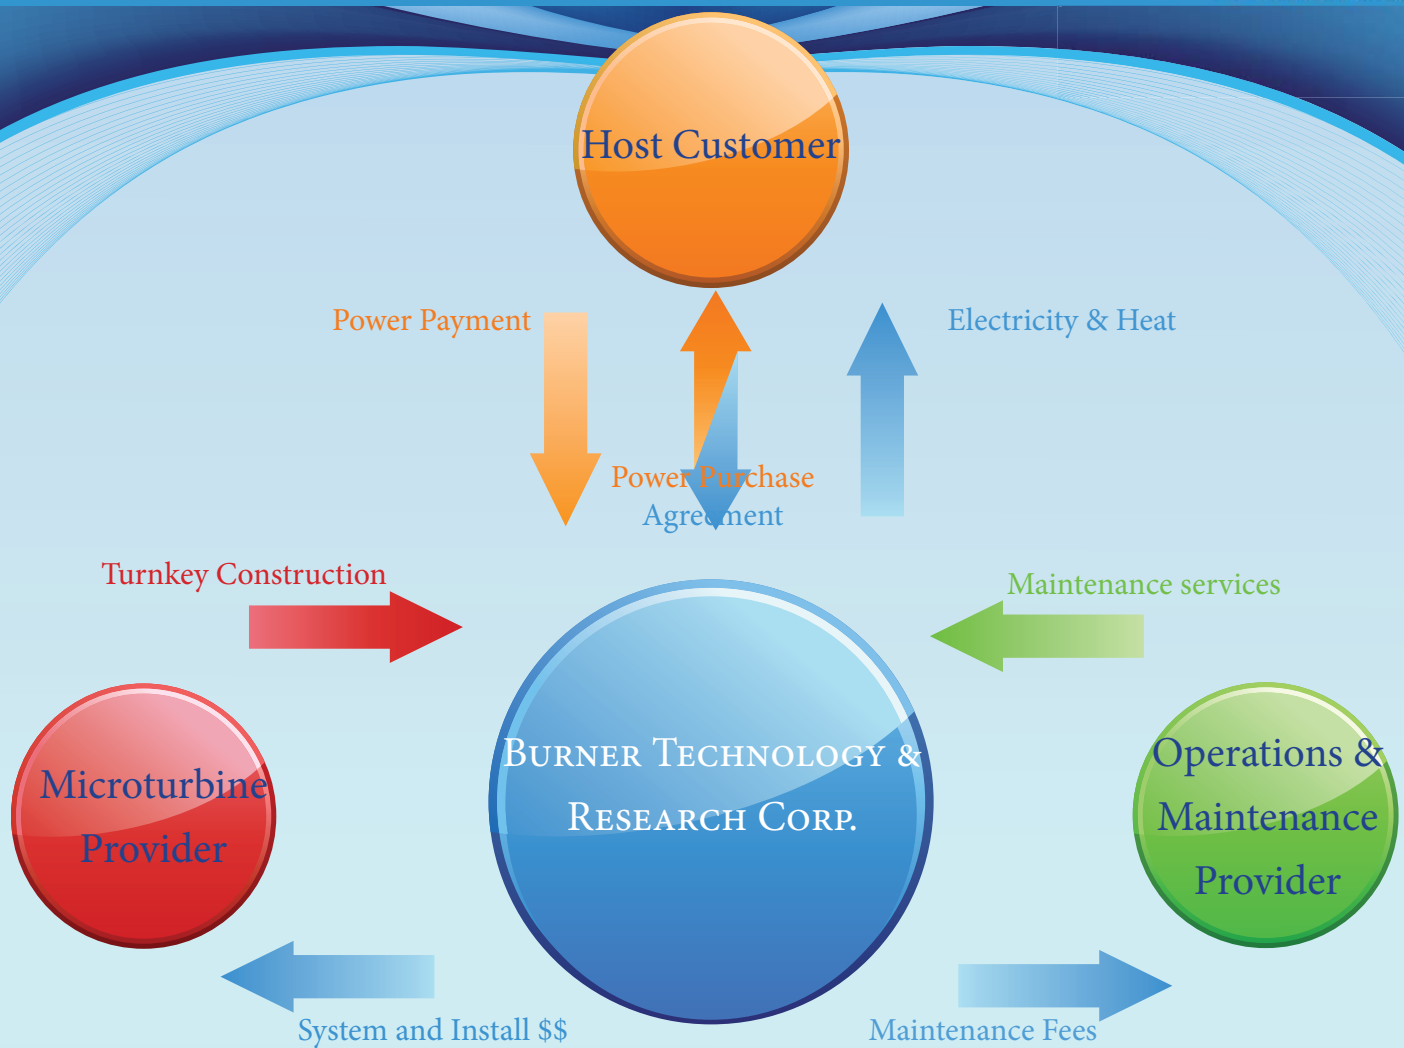 Host Customer
Power Payment
Electricity & Heat
Power Purchase
Agreement
Turnkey Construction
Maintenance services
Microturbine
Provider
Burner Technology &
Research Corp.
Operations &
Maintenance
Provider
System and Install $$
Maintenance Fees